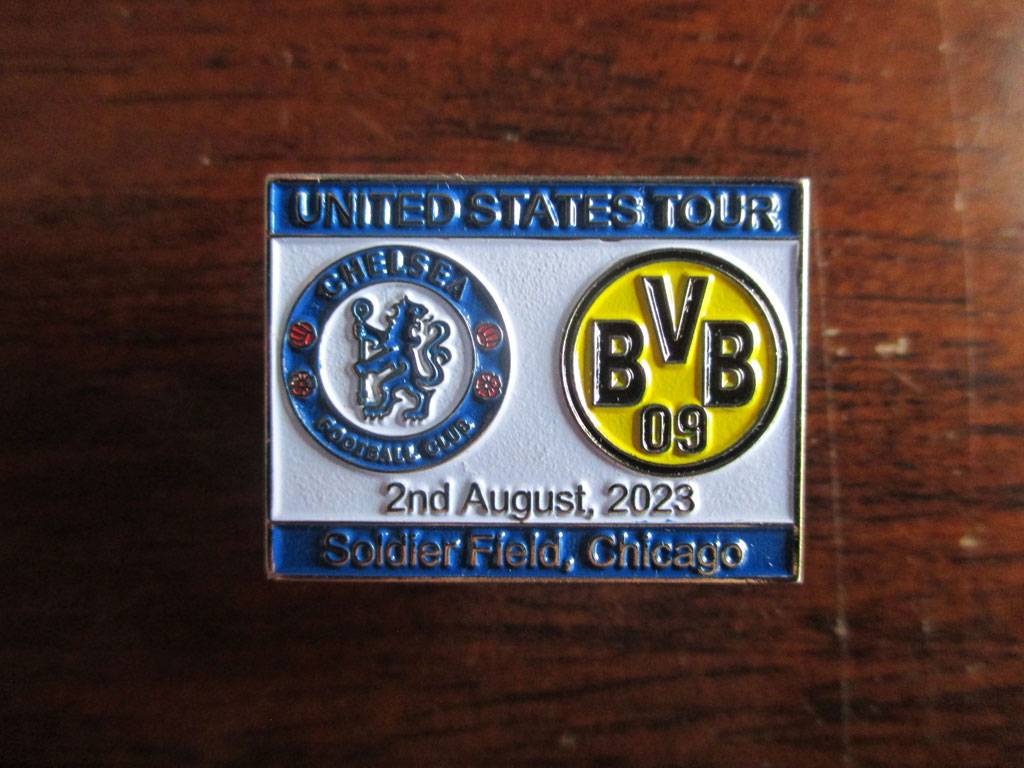 UNITED STATES TOUR
CHELSEA
FOOTBALL CLUB
BVB
09
2nd August, 2023
Soldier Field, Chicago